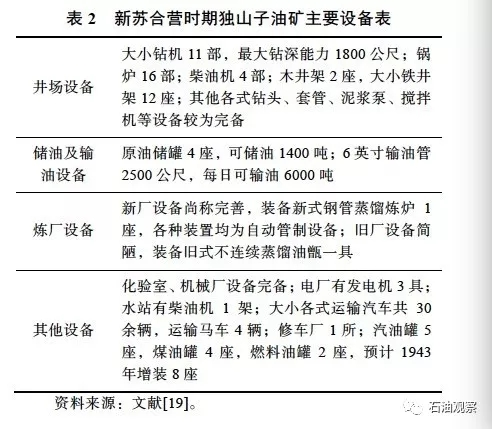 表 2 新苏合营时期独山子油矿主要设备表
大小钻机 11 部，最大钻深能力 1800 公尺；锅
炉 16 部；柴油机 4 部；木井架 2 座，大小铁井
井场设备
架 12 座；其他各式钻头、套管、泥浆泵、搅拌
机等设备较为完备
储油及输
油设备
原油储罐 4 座，可储油 1400 吨；6 英寸输油管
2500 公尺，每日可输油 6000 吨
新厂设备尚称完善，装备新式钢管蒸馏炼炉 1
炼厂设备
座，各种装置均为自动管制设备；旧厂设备简
陋，装备旧式不连续蒸馏油甑一具
化验室、机械厂设备完备；电厂有发电机 3 具；
水站有柴油机 1 架；大小各式运输汽车共 30
其他设备
余辆，运输马车 4 辆；修车厂 1 所；汽油罐 5
座，煤油罐 4 座，燃料油罐 2 座，预计 1943
年增装 8 座
资料来源：文献[19]。
石油观察